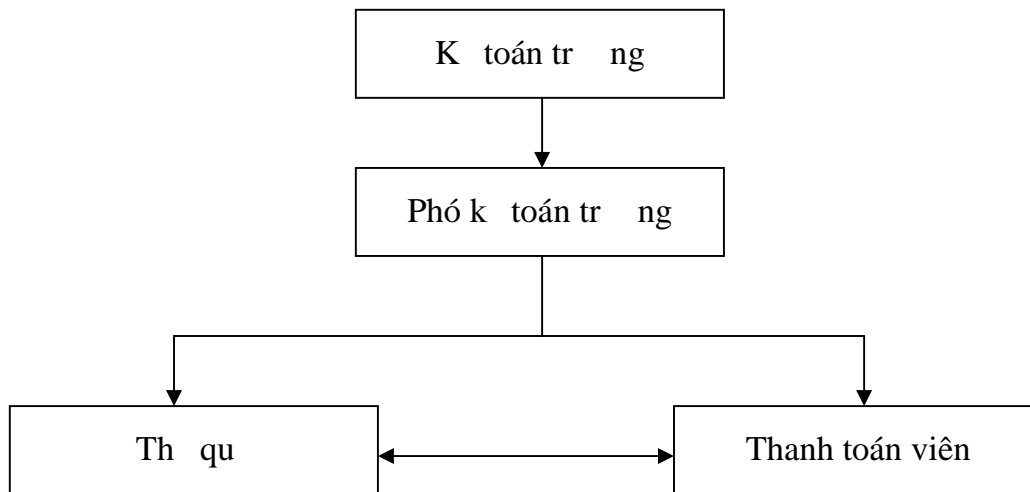 K toán tr ng
Phó k toán tr ng
Th qu
Thanh toán viên